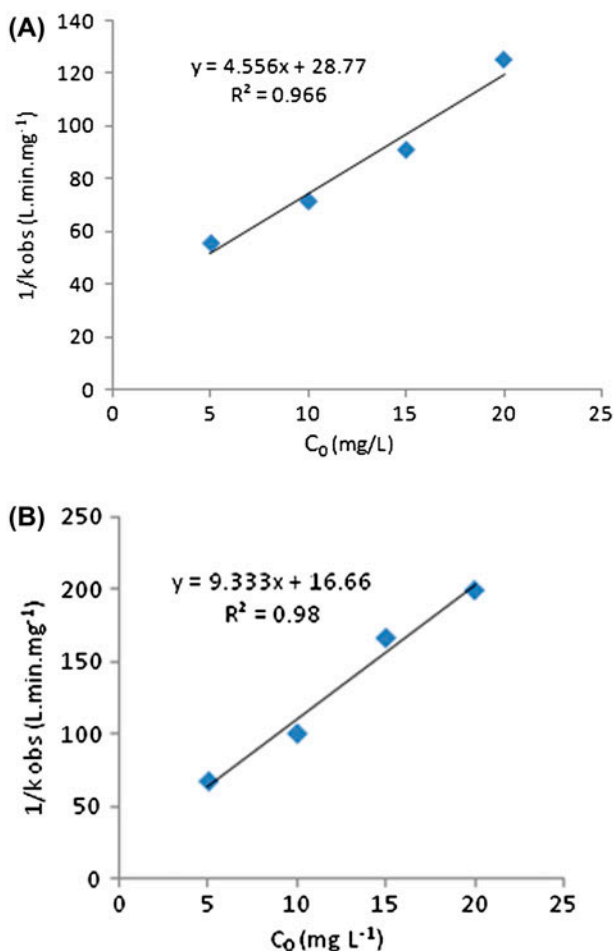 (A)
140
120
100
80
60
40
20
0
y = 4.556x + 28.77
R² = 0.966
1/k obs (L.min.mg⁻¹)
0 5 10 15 20 25
C₀ (mg/L)
(B)
250
200
150
100
50
0
y = 9.333x + 16.66
R² = 0.98
1/k obs (L.min.mg⁻¹)
0 5 10 15 20 25
C₀ (mg L⁻¹)